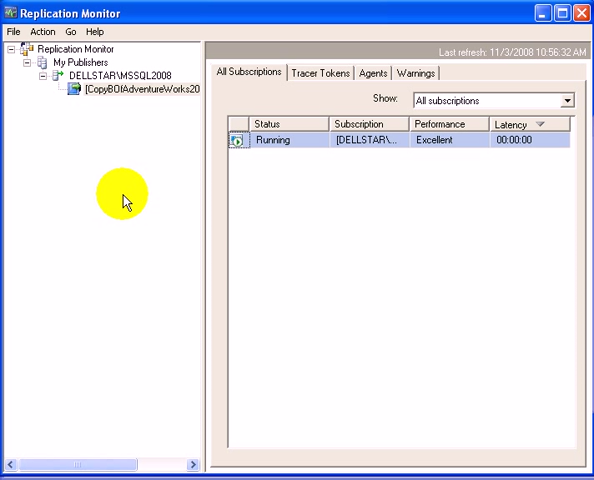 Replication Monitor
File Action Go Help
Replication Monitor
My Publishers
DELLSTAR\MSSQL2008
[CopyBOfAdventureWorks20
Last refresh: 11/3/2008 10:56:32 AM
All Subscriptions Tracer Tokens Agents Warnings
Show: All subscriptions
Status Subscription Performance Latency
Running [DELLSTAR\... Excellent 00:00:00